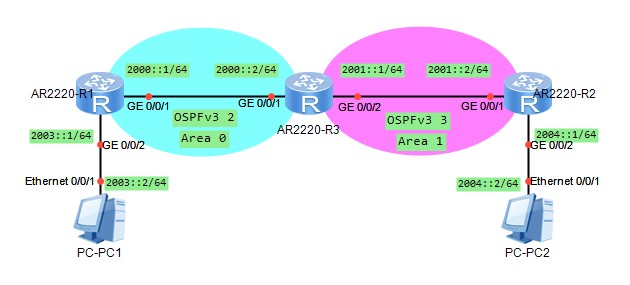 2000::1/64
2000::2/64
2001::1/64
2001::2/64
AR2220-R1
R
R
R
AR2220-R2
GE 0/0/1
GE 0/0/1
GE 0/0/2
GE 0/0/1
OSPFv3 2
AR2220-R3
OSPFv3 3
Area 0
Area 1
2003::1/64
GE 0/0/2
2004::1/64
GE 0/0/2
Ethernet 0/0/1
2003::2/64
2004::2/64
Ethernet 0/0/1
PC-PC1
PC-PC2